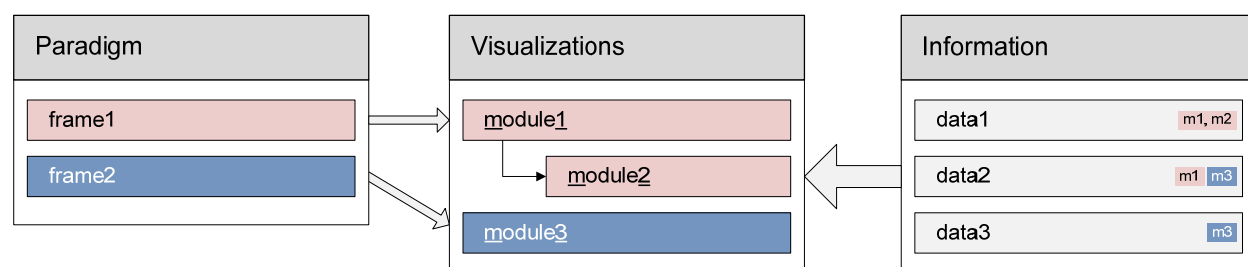 Paradigm
frame1
frame2
Visualizations
module1
module2
module3
Information
data1 m1, m2
data2 m1 m3
data3 m3